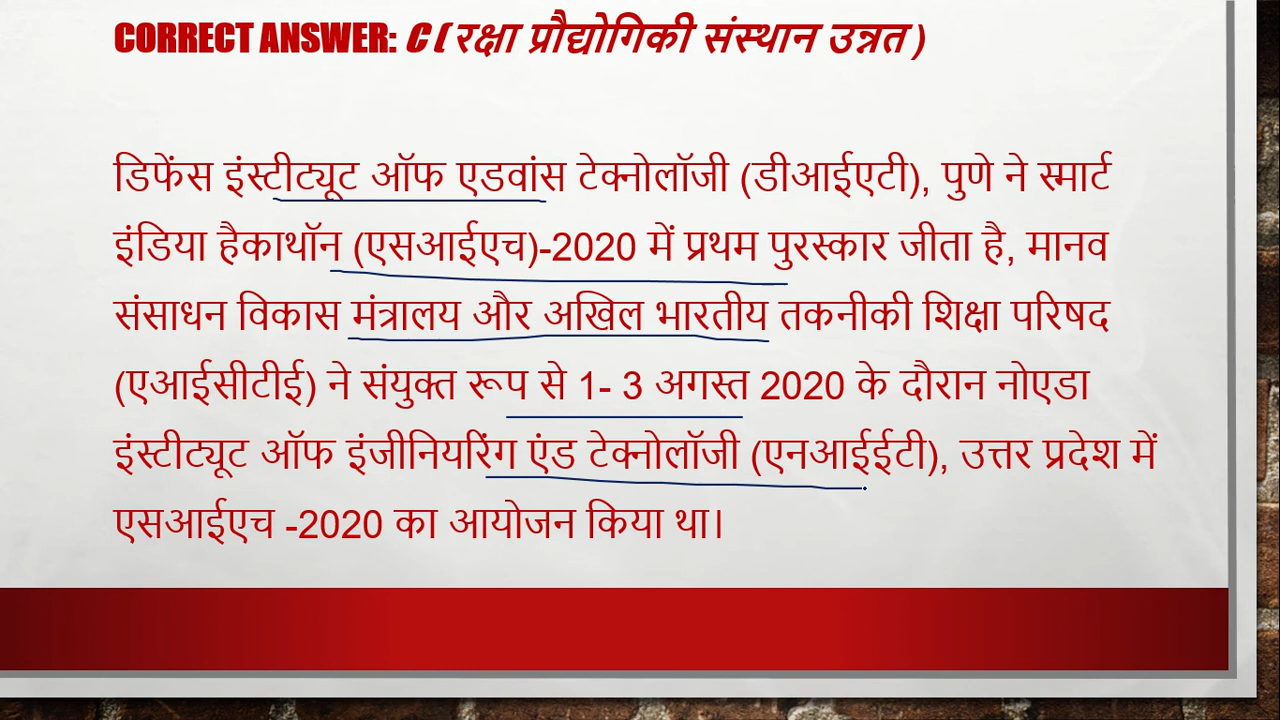 CORRECT ANSWER: C ( रक्षा प्रौद्योगिकी संस्थान उन्नत )
डिफेंस इंस्टीट्यूट ऑफ एडवांस टेक्नोलॉजी (डीआईएटी), पुणे ने स्मार्ट
इंडिया हैकाथॉन (एसआईएच)-2020 में प्रथम पुरस्कार जीता है, मानव
संसाधन विकास मंत्रालय और अखिल भारतीय तकनीकी शिक्षा परिषद
(एआईसीटीई) ने संयुक्त रूप से 1- 3 अगस्त 2020 के दौरान नोएडा
इंस्टीट्यूट ऑफ इंजीनियरिंग एंड टेक्नोलॉजी (एनआईईटी), उत्तर प्रदेश में
एसआईएच -2020 का आयोजन किया था।